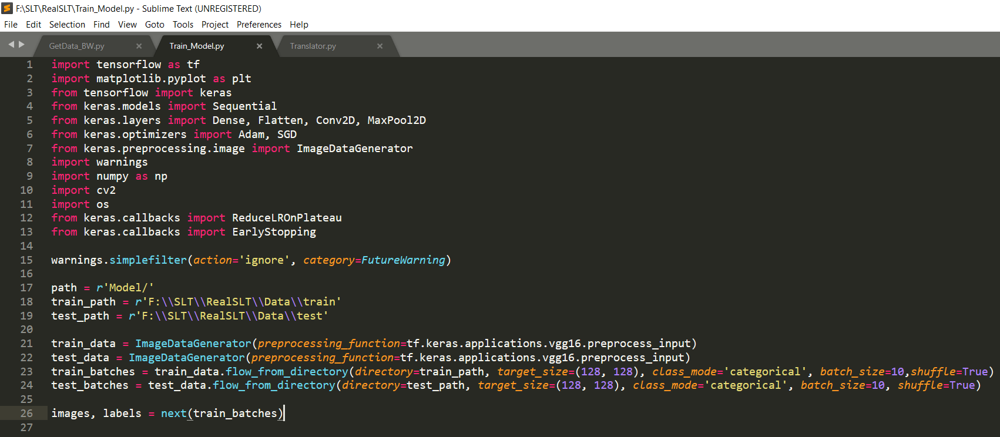 F:\SLT\RealSLT\Train_Model.py - Sublime Text (UNREGISTERED)
File Edit Selection Find View Goto Tools Project Preferences Help
GetData_BW.py × Train_Model.py × Translator.py ×
1 import tensorflow as tf
2 import matplotlib.pyplot as plt
3 from tensorflow import keras
4 from keras.models import Sequential
5 from keras.layers import Dense, Flatten, Conv2D, MaxPool2D
6 from keras.optimizers import Adam, SGD
7 from keras.preprocessing.image import ImageDataGenerator
8 import warnings
9 import numpy as np
10 import cv2
11 import os
12 from keras.callbacks import ReduceLROnPlateau
13 from keras.callbacks import EarlyStopping
14
15 warnings.simplefilter(action='ignore', category=FutureWarning)
16
17 path = r'Model/'
18 train_path = r'F:\\SLT\\RealSLT\\Data\\train'
19 test_path = r'F:\\SLT\\RealSLT\\Data\\test'
20
21 train_data = ImageDataGenerator(preprocessing_function=tf.keras.applications.vgg16.preprocess_input)
22 test_data = ImageDataGenerator(preprocessing_function=tf.keras.applications.vgg16.preprocess_input)
23 train_batches = train_data.flow_from_directory(directory=train_path, target_size=(128, 128), class_mode='categorical', batch_size=10,shuffle=True)
24 test_batches = test_data.flow_from_directory(directory=test_path, target_size=(128, 128), class_mode='categorical', batch_size=10, shuffle=True)
25
26 images, labels = next(train_batches)
27